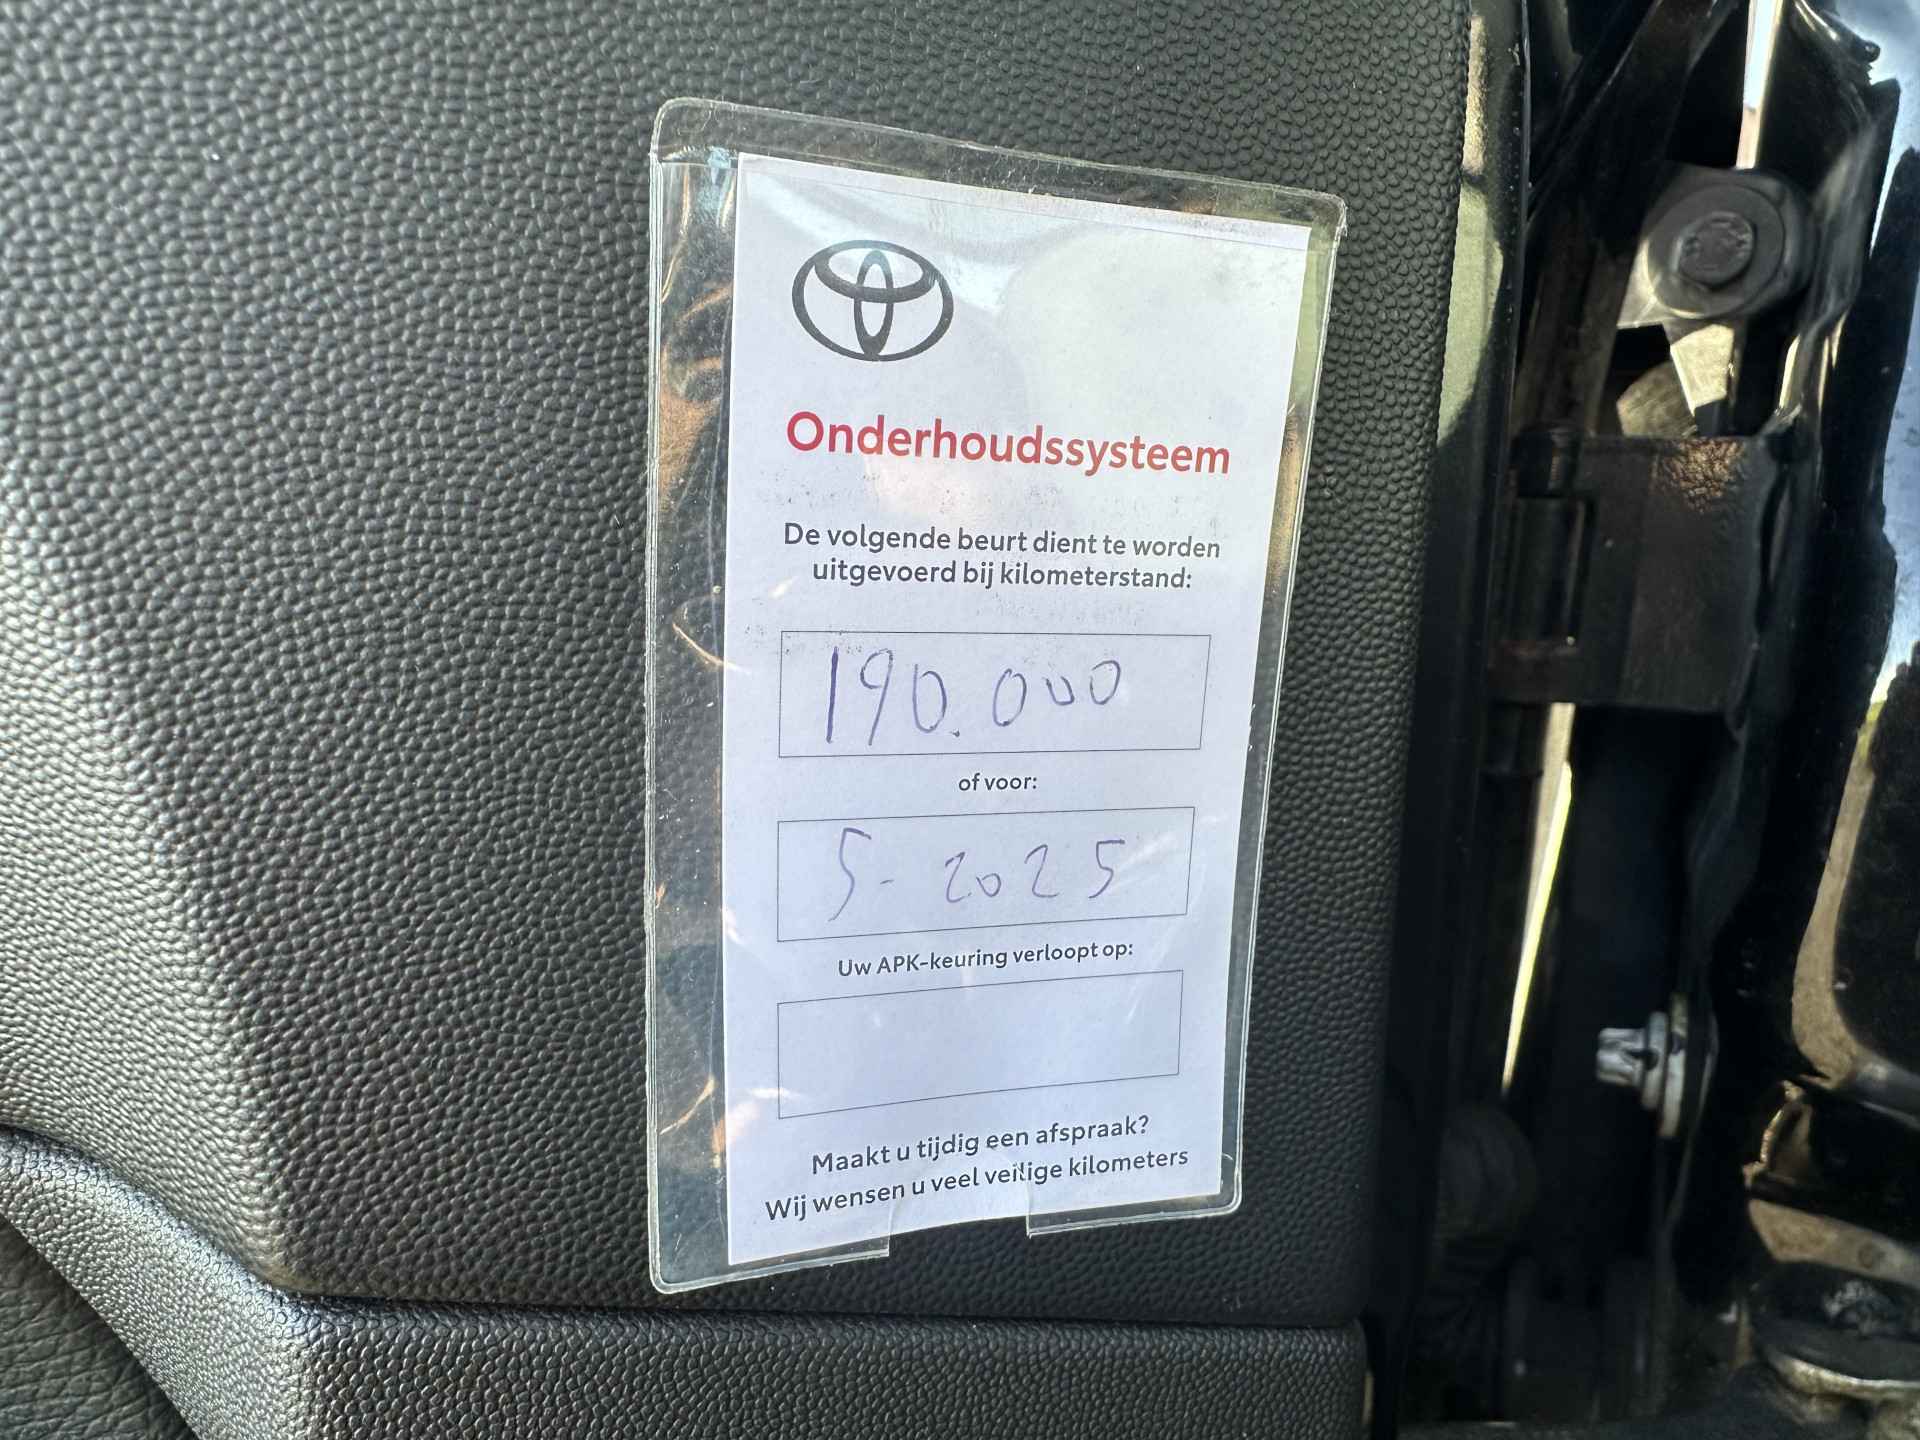 Onderhoudssysteem
De volgende beurt dient te worden
uitgevoerd bij kilometerstand:
190.000
of voor:
5-2025
Uw APK-keuring verloopt op:
Maakt u tijdig een afspraak?
Wij wensen u veel veilige kilometers